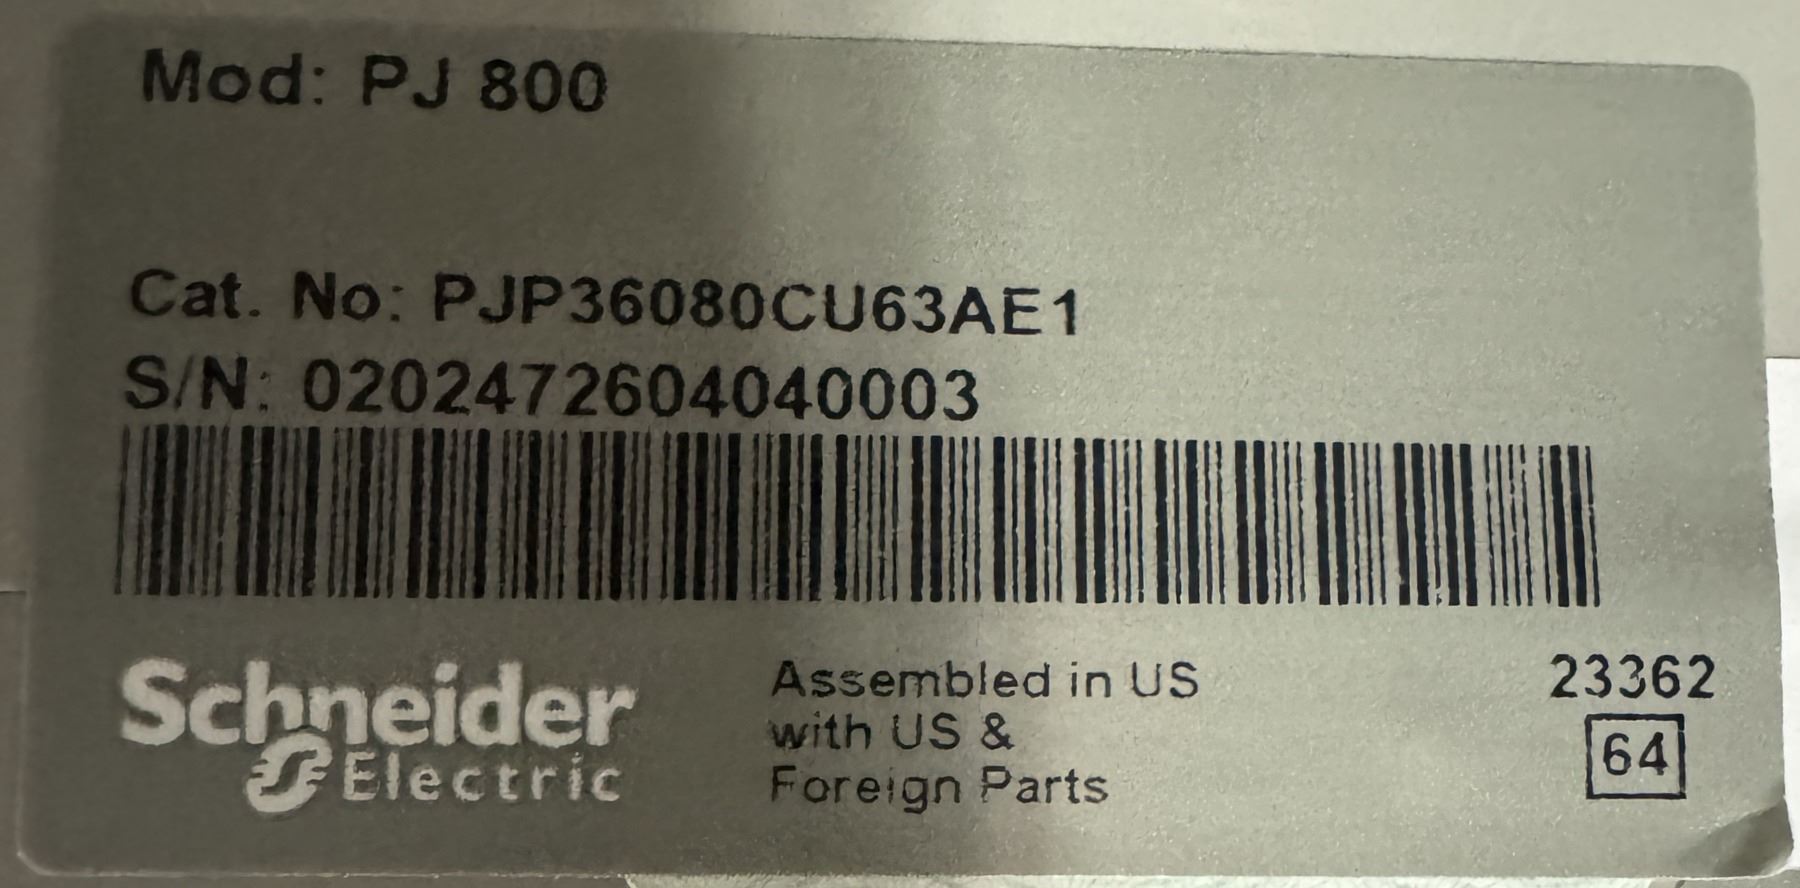 Mod: PJ 800
Cat. No: PJP36080CU63AE1
S/N: 0202472604040003
Schneider
Electric
Assembled in US
with US &
Foreign Parts
23362
64